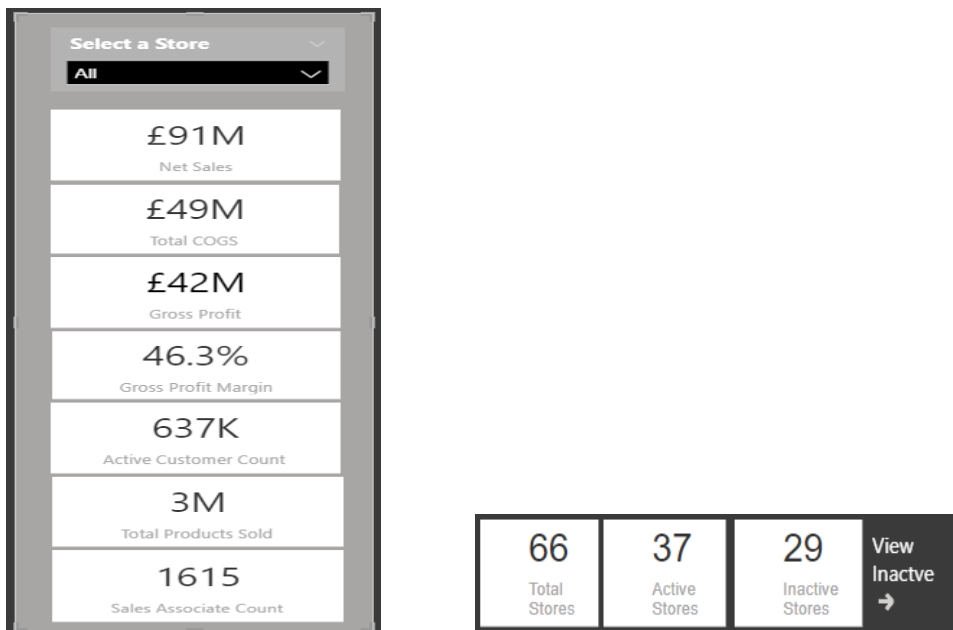 Select a Store
All
£91M
Net Sales
£49M
Total COGS
£42M
Gross Profit
46.3%
Gross Profit Margin
637K
Active Customer Count
3M
Total Products Sold
1615
Sales Associate Count
66
Total
Stores
37
Active
Stores
29
Inactive
Stores
View
Inactve